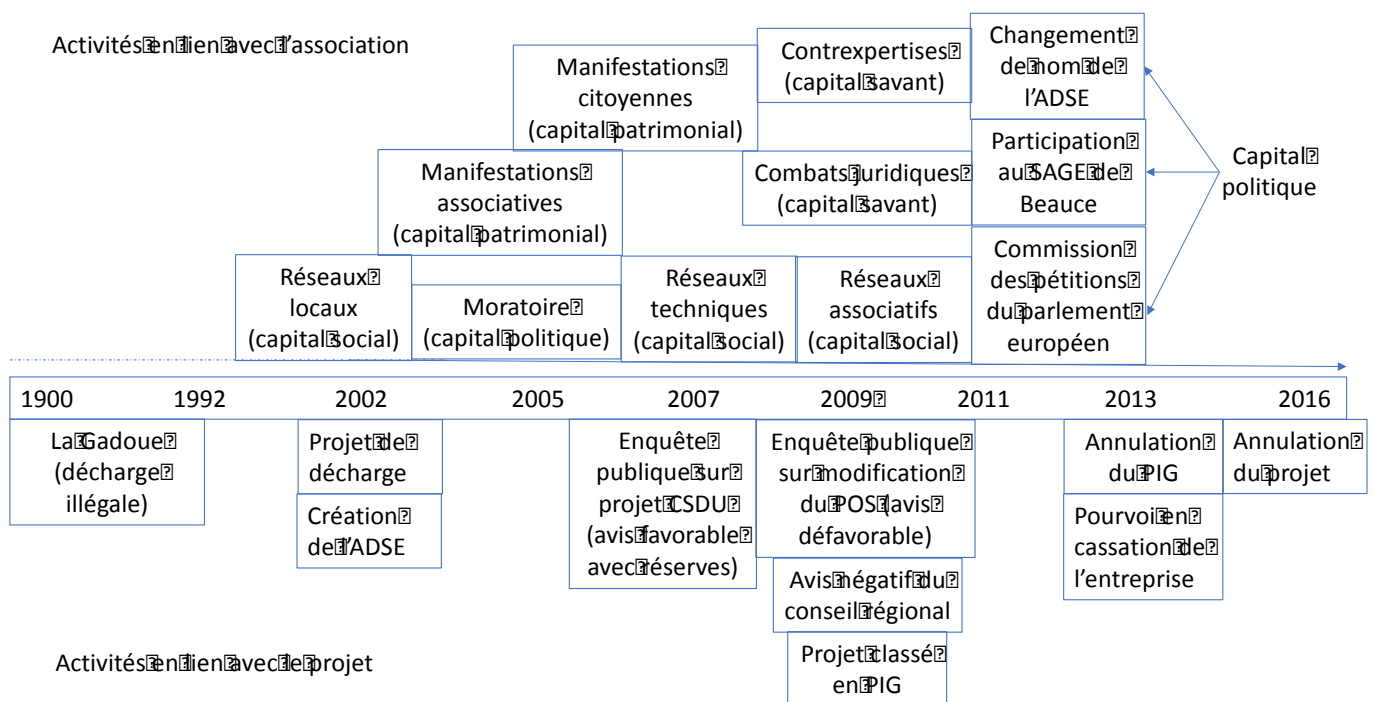 Activités en lien avec l'association
Manifestations
citoyennes
(capital patrimonial)
Contrexpertises
(capital savant)
Changement
de nom de
l'ADSE
Manifestations
associatives
(capital patrimonial)
Combats juridiques
(capital savant)
Participation
au SAGE de
Beauce
Capital
politique
Réseaux
locaux
(capital social)
Moratoire
(capital politique)
Réseaux
techniques
(capital social)
Réseaux
associatifs
(capital social)
Commission
des pétitions
du parlement
européen
1900 1992 2002 2005 2007 2009 2011 2013 2016
La Gadoue
(décharge
illégale)
Projet de
décharge
Création
de l'ADSE
Enquête
publique sur
projet CSDU
(avis favorable
avec réserves)
Enquête publique
sur modification
du POS (avis
défavorable)
Avis négatif du
conseil régional
Projet classé
en PIG
Annulation
du PIG
Pourvoi en
cassation de
l'entreprise
Annulation
du projet
Activités en lien avec le projet